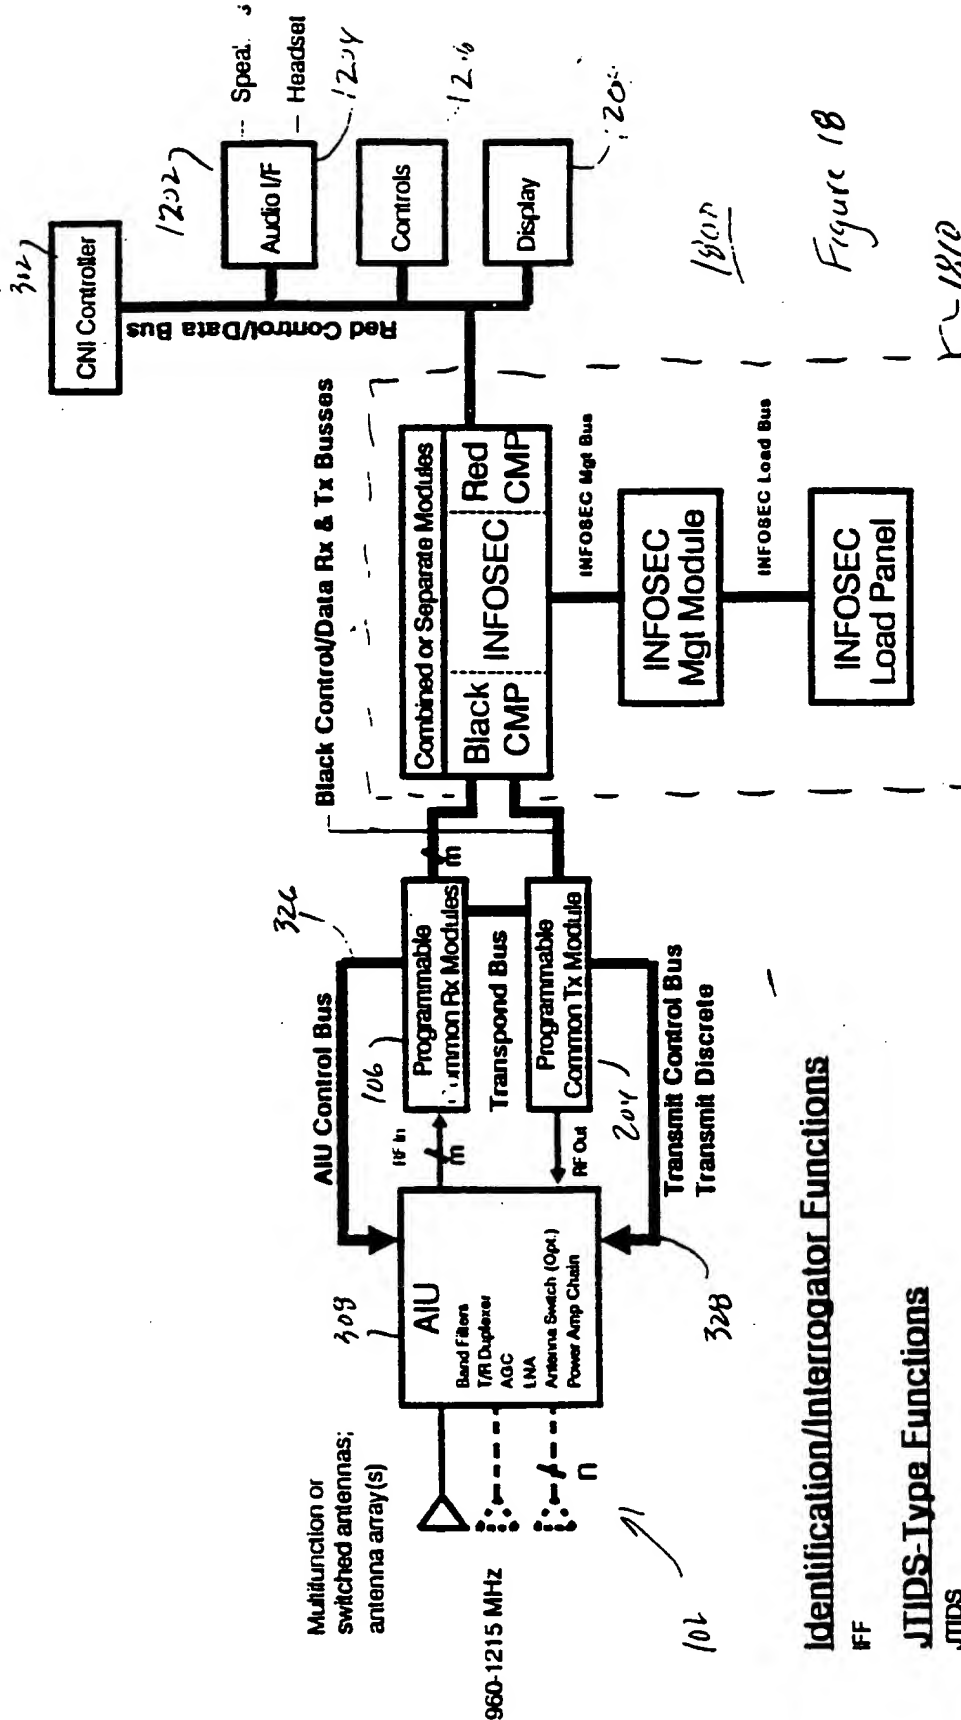 312
CNI Controller
1202
Audio I/F
Headset
1204
Controls
Display
Red Control/Data Bus
Figure 18
1810
Black Control/Data Rx & Tx Busses
Combined or Separate Modules
Black CMP
INFOSEC
Red CMP
INFOSEC Mgt Bus
INFOSEC
Mgt Module
INFOSEC Load Bus
INFOSEC
Load Panel
326
AIU Control Bus
106
Programmable
Common Rx Modules
m
Transpond Bus
Programmable
Common Tx Module
204
RF In
m
RF Out
Transmit Control Bus
Transmit Discrete
328
309
AIU
Band Filters
T/R Duplexer
AGC
LNA
Antenna Switch (Opt.)
Power Amp Chain
Multifunction or
switched antennas;
antenna array(s)
960-1215 MHz
n
102
Identification/Interrogator Functions
IFF
JTIDS-Type Functions
JTIDS